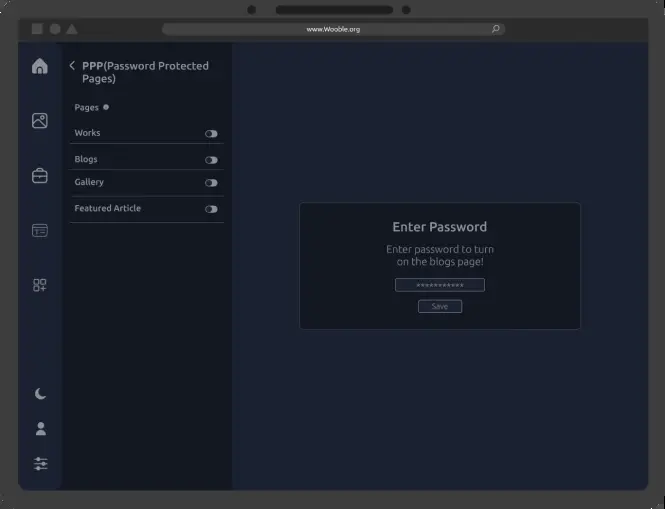 www.Wooble.org
PPP(Password Protected
Pages)
Pages
Works
Blogs
Gallery
Featured Article
Enter Password
Enter password to turn
on the blogs page!
***********
Save